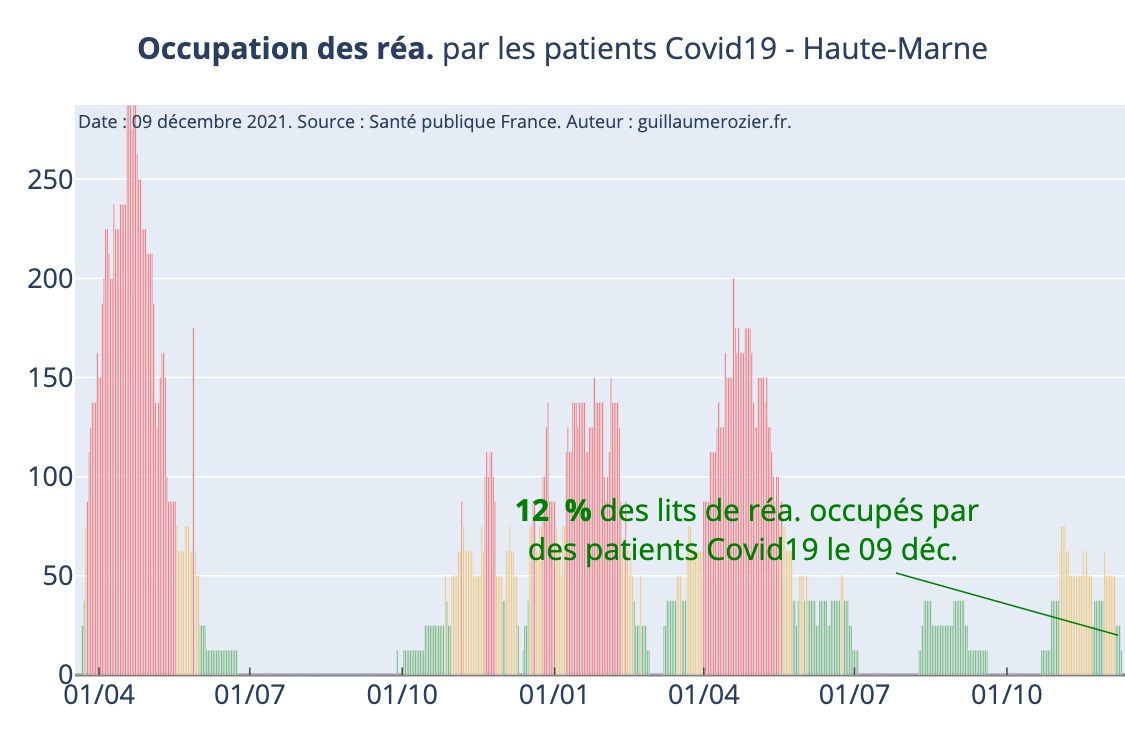 Occupation des réa. par les patients Covid19 - Haute-Marne
Date : 09 décembre 2021. Source : Santé publique France. Auteur : guillaumerozier.fr.
250
200
150
100
12 % des lits de réa. occupés par
des patients Covid19 le 09 déc.
50
0
01/04 01/07 01/10 01/01 01/04 01/07 01/10